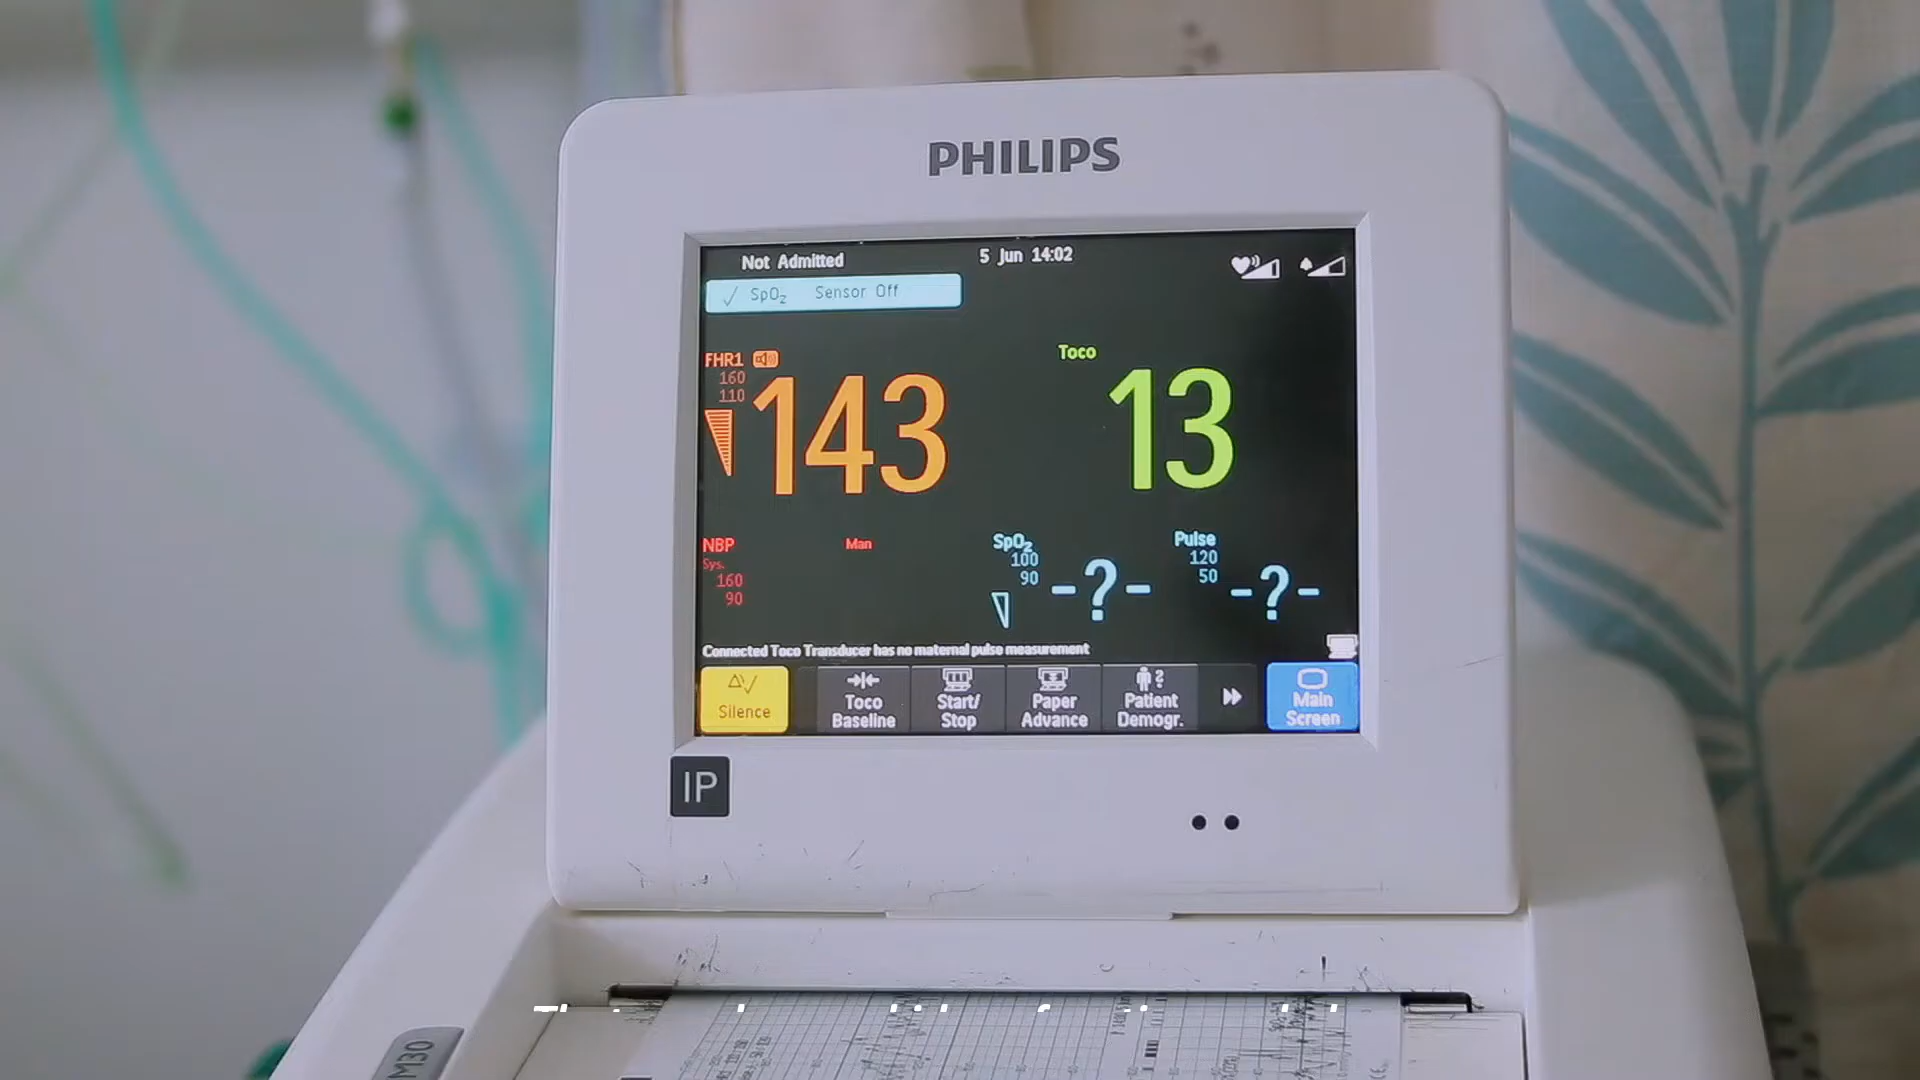 PHILIPS
Not Admitted
5 Jun 14:02
SpO2 Sensor Off
FHR1
160
110
143
Toco
13
NBP
Sys.
160
90
Man
SpO2
100
90
-?-
Pulse
120
50
-?-
Connected Toco Transducer has no maternal pulse measurement
Silence
Toco
Baseline
Start/
Stop
Paper
Advance
Patient
Demogr.
Main
Screen
IP
M30